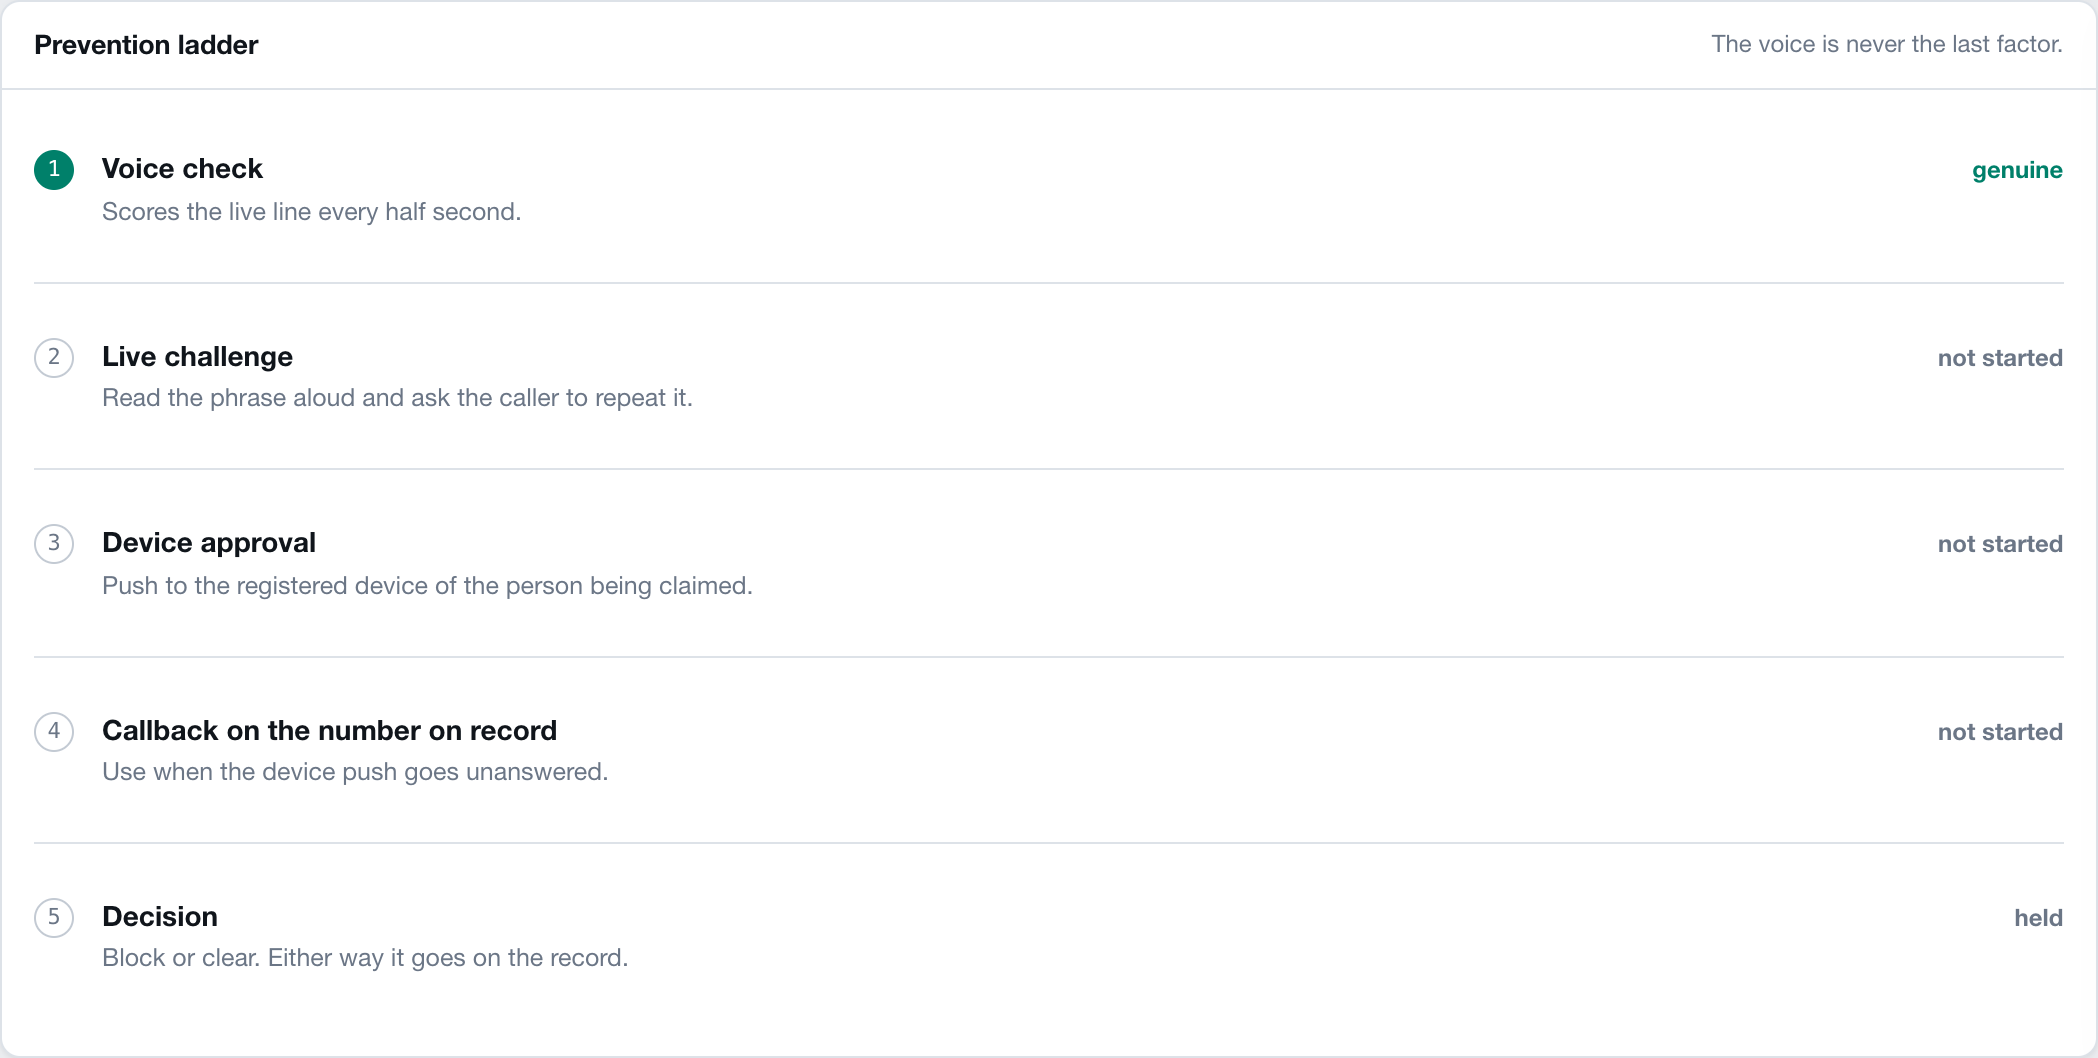 Prevention ladder
The voice is never the last factor.
1
Voice check
genuine
Scores the live line every half second.
2
Live challenge
not started
Read the phrase aloud and ask the caller to repeat it.
3
Device approval
not started
Push to the registered device of the person being claimed.
4
Callback on the number on record
not started
Use when the device push goes unanswered.
5
Decision
held
Block or clear. Either way it goes on the record.